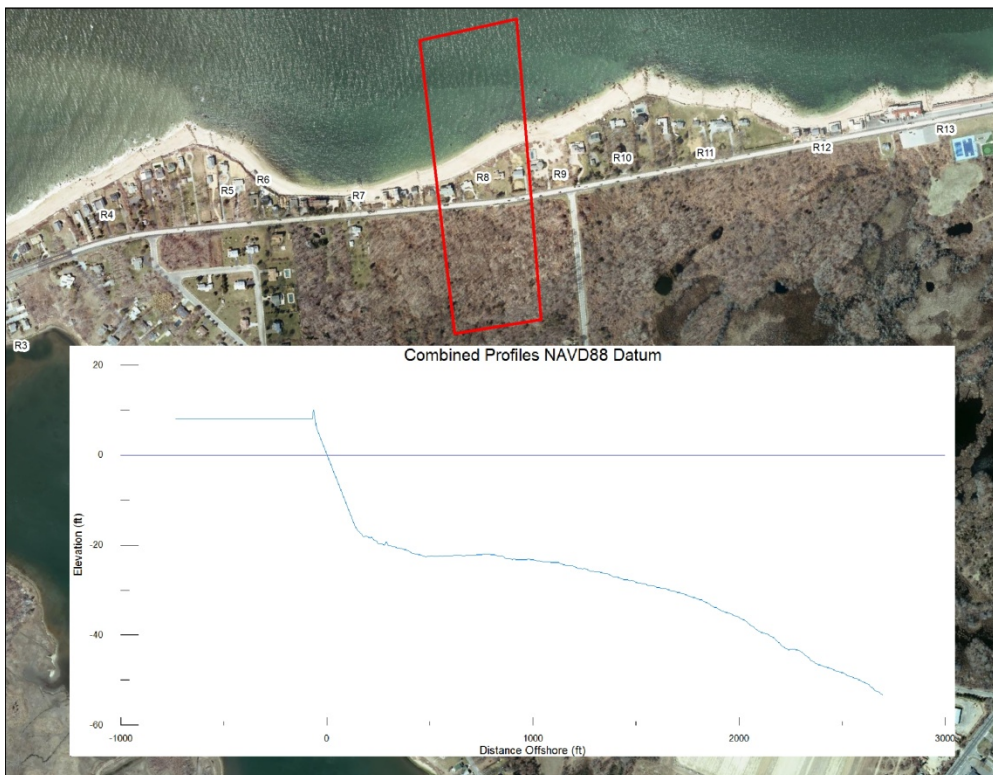 R3
R4
R5
R6
R7
R8
R9
R10
R11
R12
R13
Combined Profiles NAVD88 Datum
20
0
-20
-40
-60
Elevation (ft)
-1000
0
1000
2000
3000
Distance Offshore (ft)